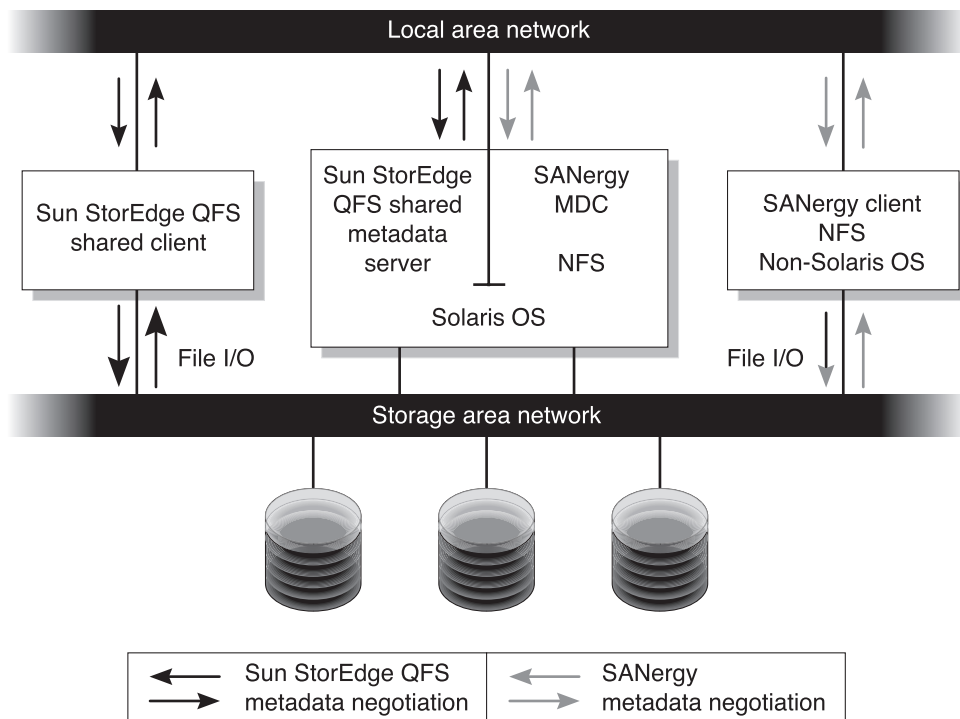 Local area network
Sun StorEdge QFS
shared client
Sun StorEdge
QFS shared
metadata
server
SANergy
MDC
NFS
Solaris OS
SANergy client
NFS
Non-Solaris OS
File I/O
File I/O
Storage area network
Sun StorEdge QFS
metadata negotiation
SANergy
metadata negotiation